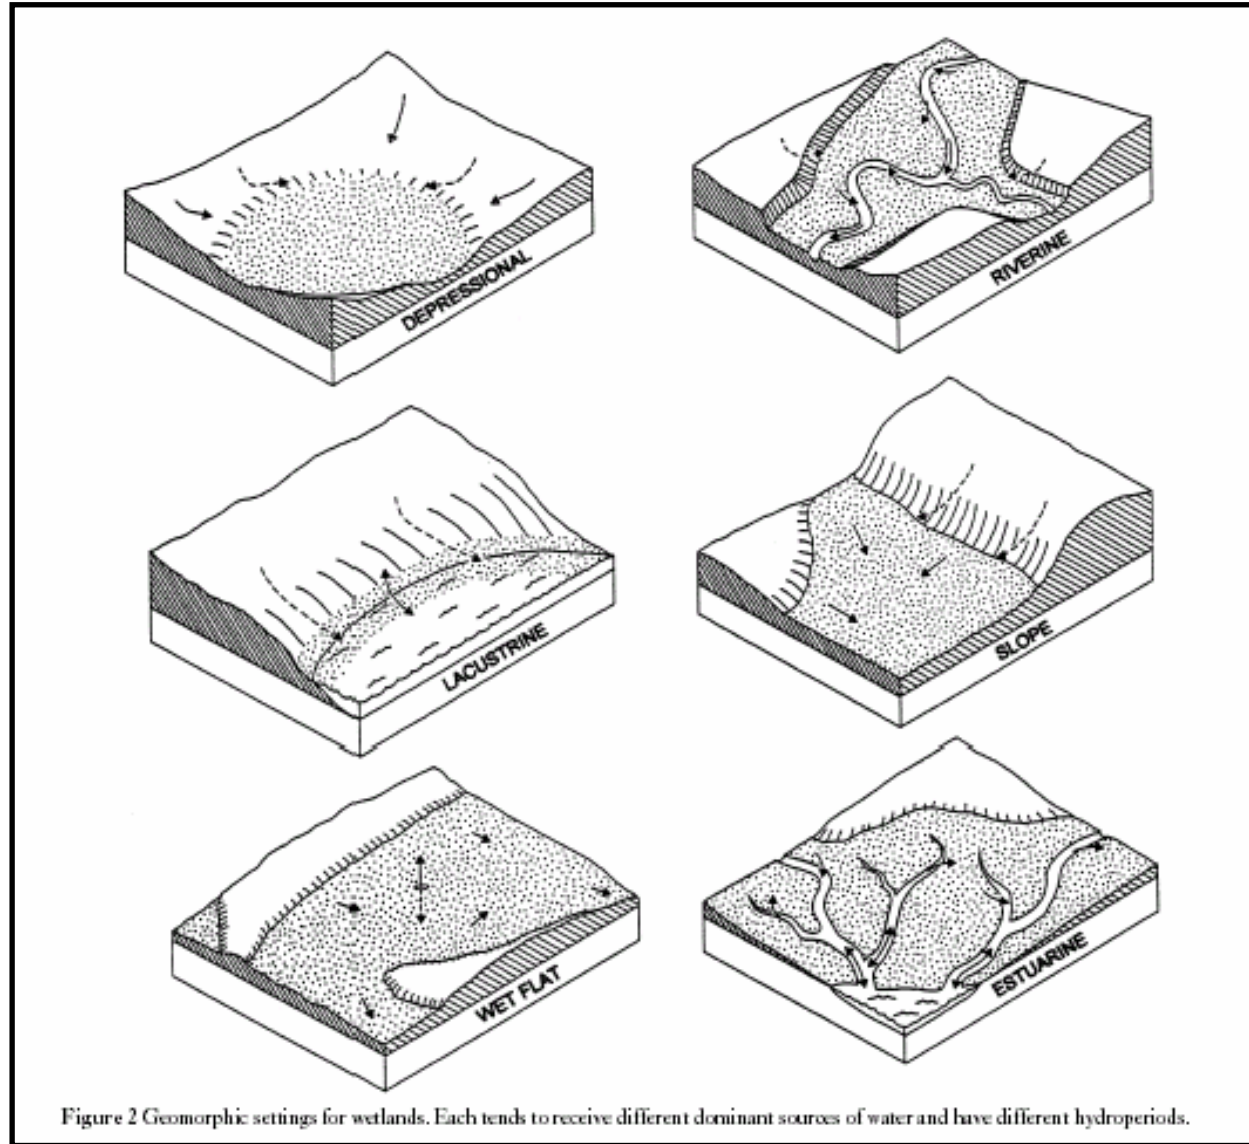 DEPRESSIONAL
RIVERINE
LACUSTRINE
SLOPE
WET FLAT
ESTUARINE
Figure 2 Geomorphic settings for wetlands. Each tends to receive different dominant sources of water and have different hydroperiods.